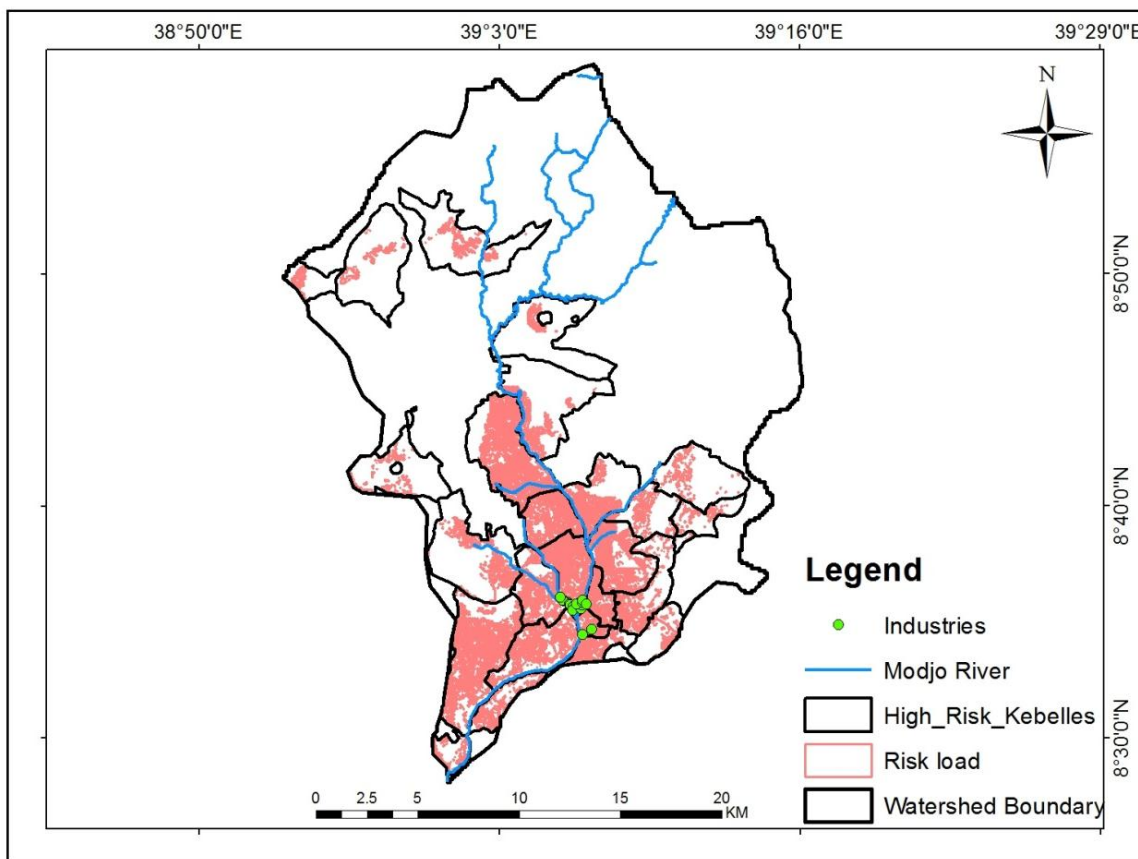 38°50'0"E 39°3'0"E 39°16'0"E 39°29'0"E
N
8°50'0"N
8°40'0"N
8°30'0"N
Legend
Industries
Modjo River
High_Risk_Kebelles
Risk load
Watershed Boundary
0 2.5 5 10 15 20
KM